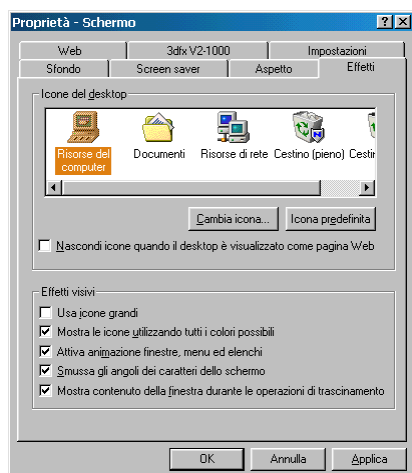 Proprietà - Schermo
Web 3dfx V2-1000 Impostazioni
Sfondo Screen saver Aspetto Effetti
Icone del desktop
Risorse del computer Documenti Risorse di rete Cestino (pieno) Cestin
Cambia icona... Icona predefinita
Nascondi icone quando il desktop è visualizzato come pagina Web
Effetti visivi
Usa icone grandi
Mostra le icone utilizzando tutti i colori possibili
Attiva animazione finestre, menu ed elenchi
Smussa gli angoli dei caratteri dello schermo
Mostra contenuto della finestra durante le operazioni di trascinamento
OK Annulla Applica